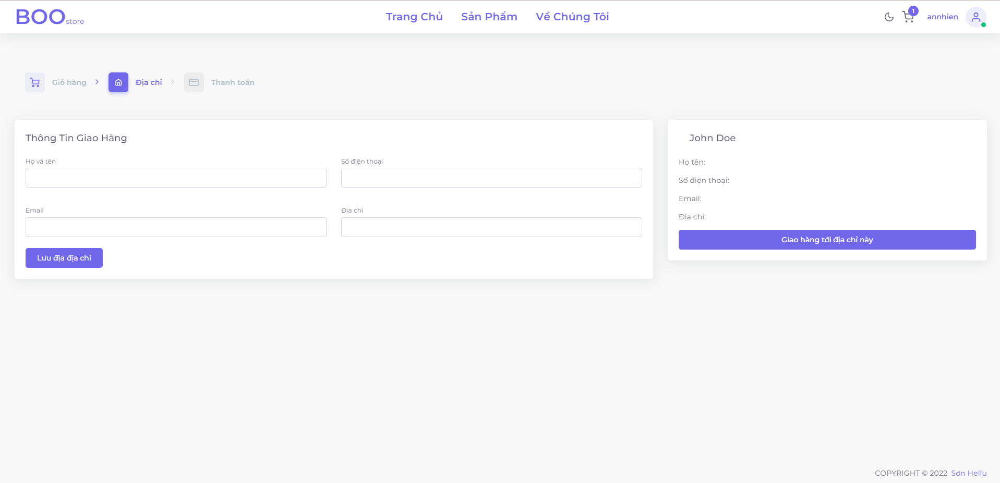 BOOstore
Trang Chủ Sản Phẩm Về Chúng Tôi
1
annhien
Giỏ hàng Địa chỉ Thanh toán
Thông Tin Giao Hàng
Họ và tên Số điện thoại
Email Địa chỉ
Lưu địa địa chỉ
John Doe
Họ tên:
Số điện thoại:
Email:
Địa chỉ:
Giao hàng tới địa chỉ này
COPYRIGHT © 2022 Sơn Hellu